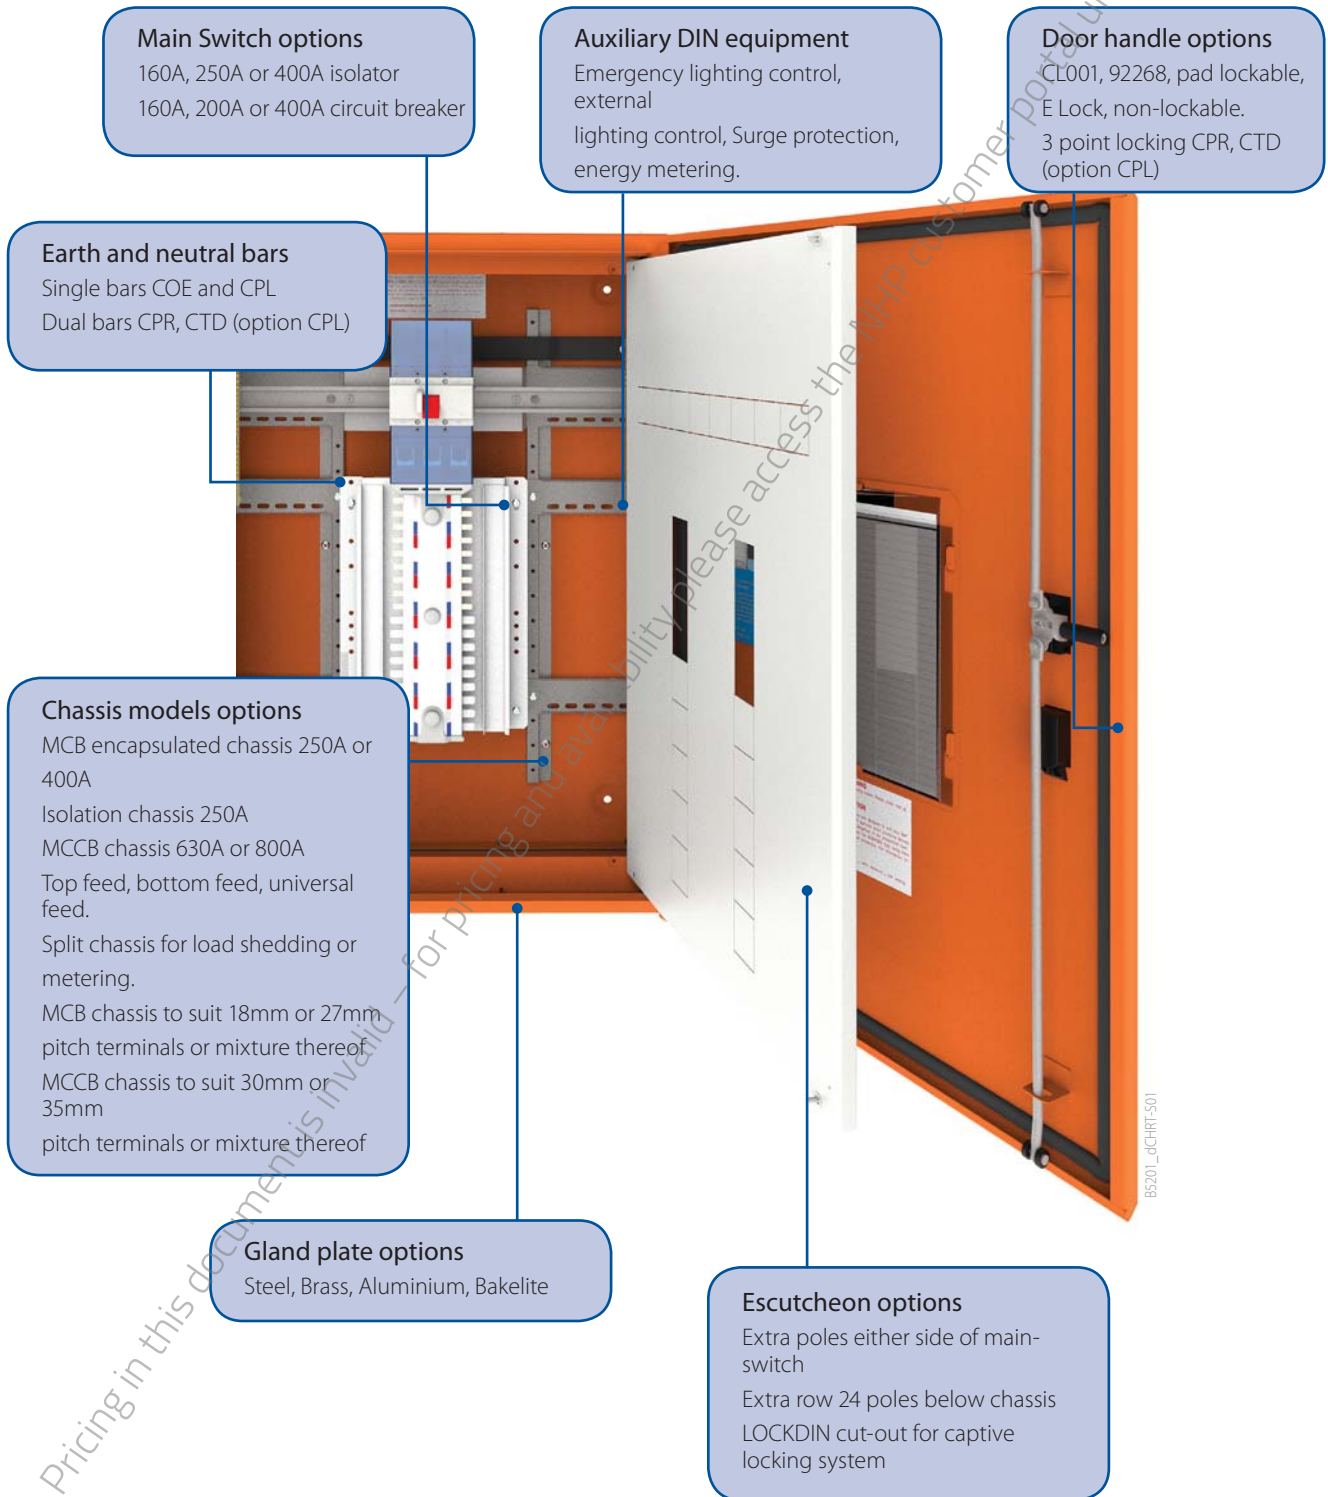 Main Switch options
160A, 250A or 400A isolator
160A, 200A or 400A circuit breaker
Auxiliary DIN equipment
Emergency lighting control,
external
lighting control, Surge protection,
energy metering.
Door handle options
CL001, 92268, pad lockable,
E Lock, non-lockable.
3 point locking CPR, CTD
(option CPL)
Earth and neutral bars
Single bars COE and CPL
Dual bars CPR, CTD (option CPL)
Chassis models options
MCB encapsulated chassis 250A or
400A
Isolation chassis 250A
MCCB chassis 630A or 800A
Top feed, bottom feed, universal
feed.
Split chassis for load shedding or
metering.
MCB chassis to suit 18mm or 27mm
pitch terminals or mixture thereof
MCCB chassis to suit 30mm or
35mm
pitch terminals or mixture thereof
Gland plate options
Steel, Brass, Aluminium, Bakelite
Escutcheon options
Extra poles either side of main-
switch
Extra row 24 poles below chassis
LOCKDIN cut-out for captive
locking system
BS201_dCHRT-S01
Pricing in this document is invalid – for pricing and availability please access the NHP customer portal